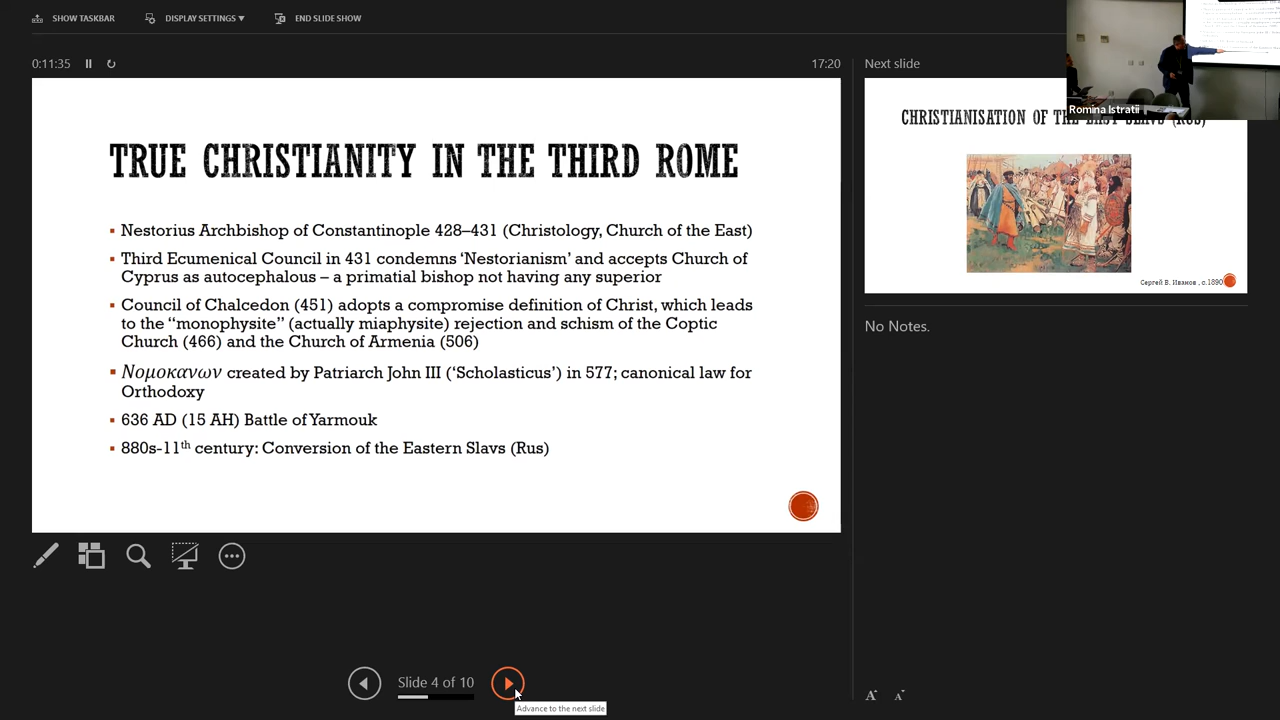 SHOW TASKBAR
DISPLAY SETTINGS ▼
END SLIDE SHOW
0:11:35
17:20
Next slide
TRUE CHRISTIANITY IN THE THIRD ROME
▪ Nestorius Archbishop of Constantinople 428–431 (Christology, Church of the East)
▪ Third Ecumenical Council in 431 condemns ‘Nestorianism’ and accepts Church of
Cyprus as autocephalous – a primatial bishop not having any superior
▪ Council of Chalcedon (451) adopts a compromise definition of Christ, which leads
to the “monophysite” (actually miaphysite) rejection and schism of the Coptic
Church (466) and the Church of Armenia (506)
▪ Νομοκανων created by Patriarch John III (‘Scholasticus’) in 577; canonical law for
Orthodoxy
▪ 636 AD (15 AH) Battle of Yarmouk
▪ 880s-11th century: Conversion of the Eastern Slavs (Rus)
Romina Istratii
CHRISTIANISATION OF THE SLAVS (RUS)
Сергей В. Иванов , c.1890
No Notes.
Slide 4 of 10
Advance to the next slide
A A